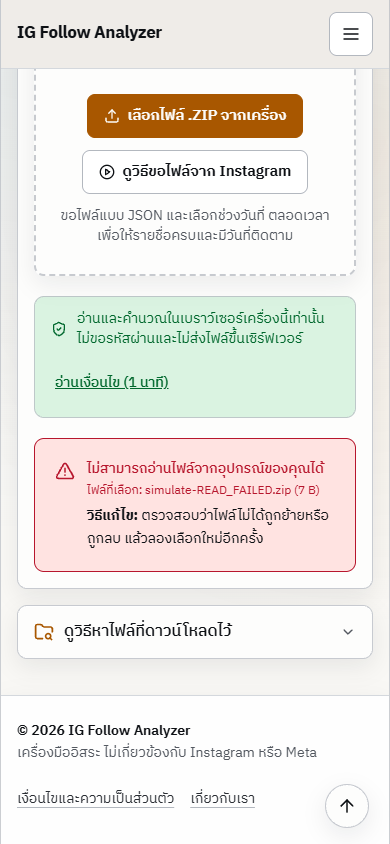 IG Follow Analyzer
เลือกไฟล์ .ZIP จากเครื่อง
ดูวิธีขอไฟล์จาก Instagram
ขอไฟล์แบบ JSON และเลือกช่วงวันที่ ตลอดเวลา
เพื่อให้รายชื่อครบและมีวันที่ติดตาม
อ่านและคำนวณในเบราว์เซอร์เครื่องนี้เท่านั้น
ไม่ขอรหัสผ่านและไม่ส่งไฟล์ขึ้นเซิร์ฟเวอร์
อ่านเงื่อนไข (1 นาที)
ไม่สามารถอ่านไฟล์จากอุปกรณ์ของคุณได้
ไฟล์ที่เลือก: simulate-READ_FAILED.zip (7 B)
วิธีแก้ไข: ตรวจสอบว่าไฟล์ไม่ได้ถูกย้ายหรือ
ถูกลบ แล้วลองเลือกใหม่อีกครั้ง
ดูวิธีหาไฟล์ที่ดาวน์โหลดไว้
© 2026 IG Follow Analyzer
เครื่องมืออิสระ ไม่เกี่ยวข้องกับ Instagram หรือ Meta
เงื่อนไขและความเป็นส่วนตัว เกี่ยวกับเรา